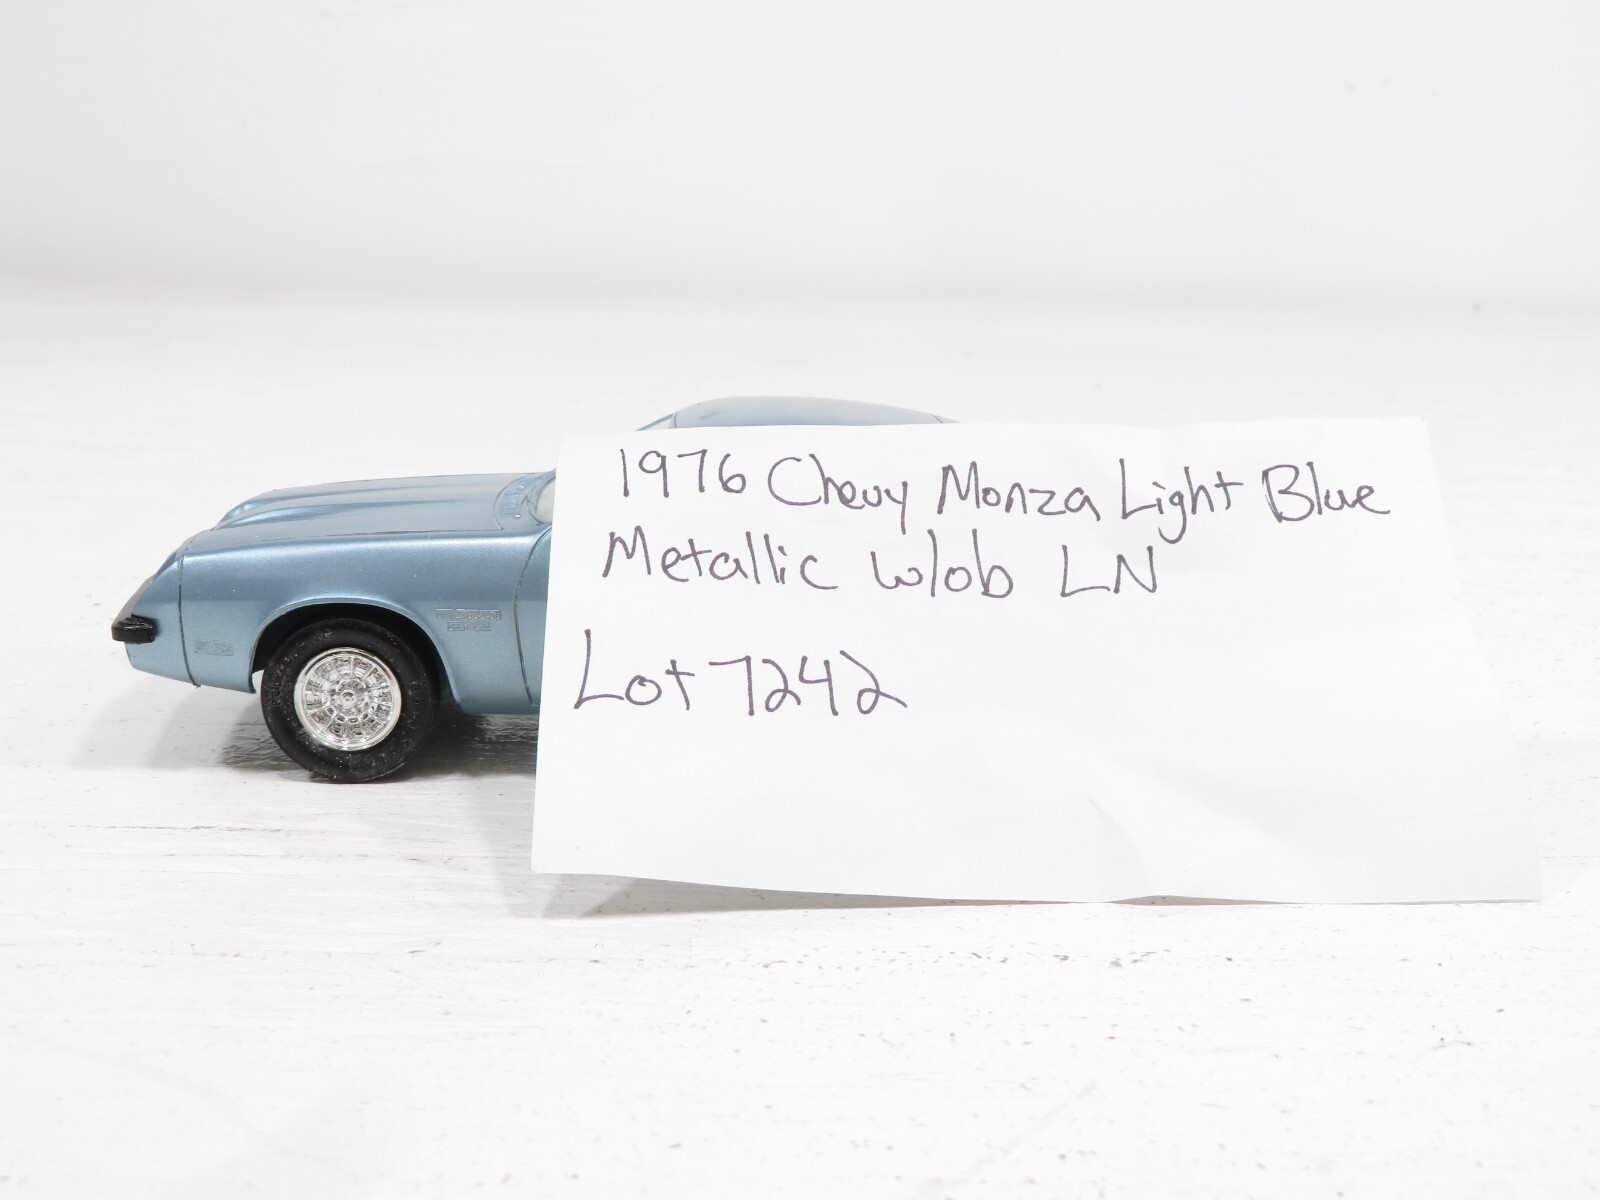 1976 Chevy Monza Light Blue
Metallic w/ob LN
Lot 7242